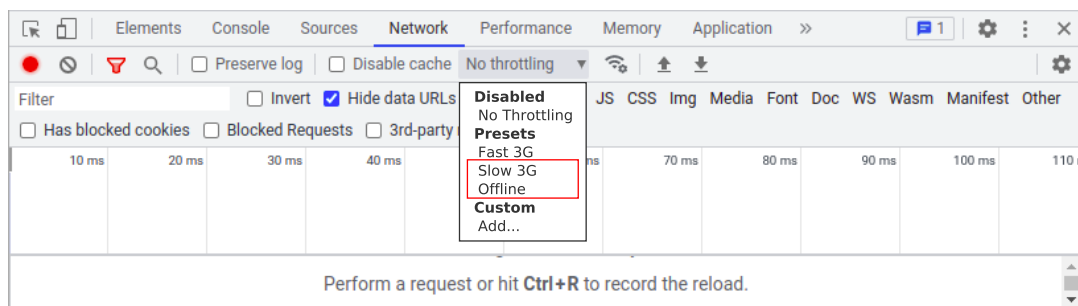 Elements Console Sources Network Performance Memory Application » 1
Preserve log Disable cache No throttling
Filter Invert Hide data URLs JS CSS Img Media Font Doc WS Wasm Manifest Other
Has blocked cookies Blocked Requests 3rd-party
Disabled
No Throttling
Presets
Fast 3G
Slow 3G
Offline
Custom
Add...
10 ms 20 ms 30 ms 40 ms ms 70 ms 80 ms 90 ms 100 ms 110
Perform a request or hit Ctrl+R to record the reload.